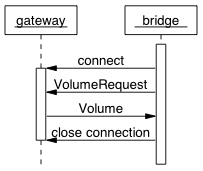 gateway
bridge
connect
VolumeRequest
Volume
close connection